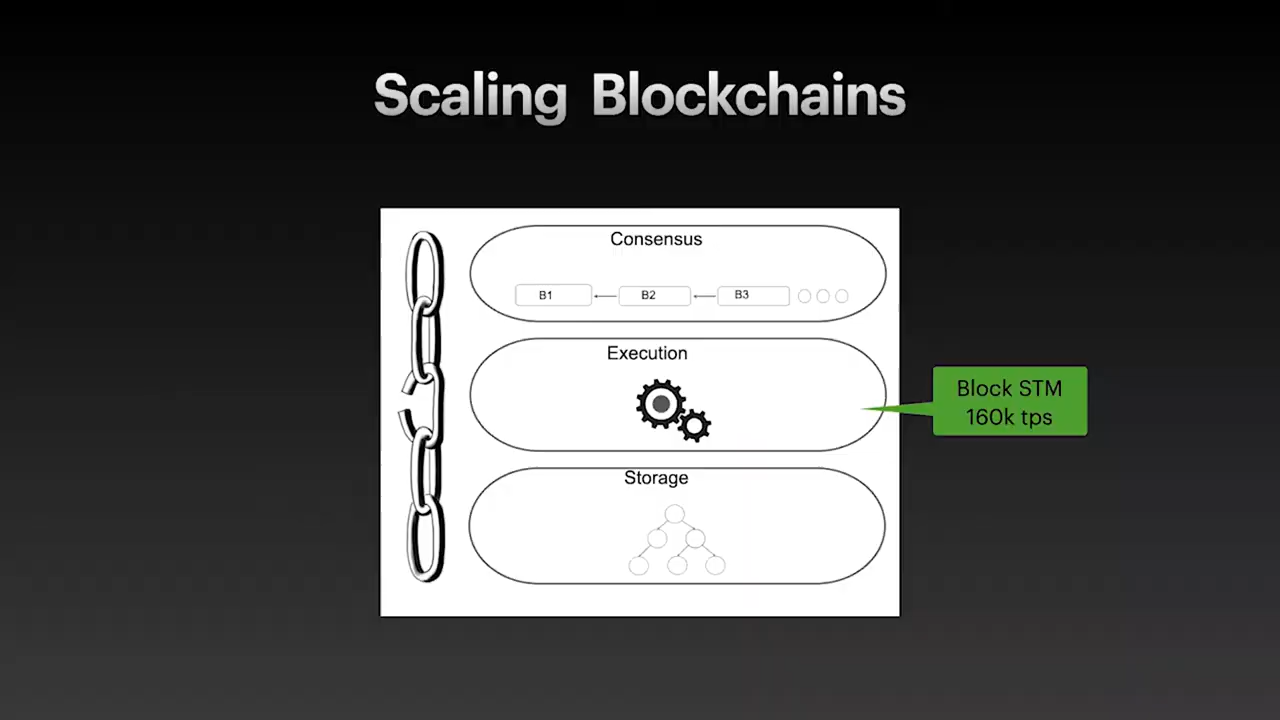 Scaling Blockchains
Consensus
B1 B2 B3
Execution
Block STM
160k tps
Storage